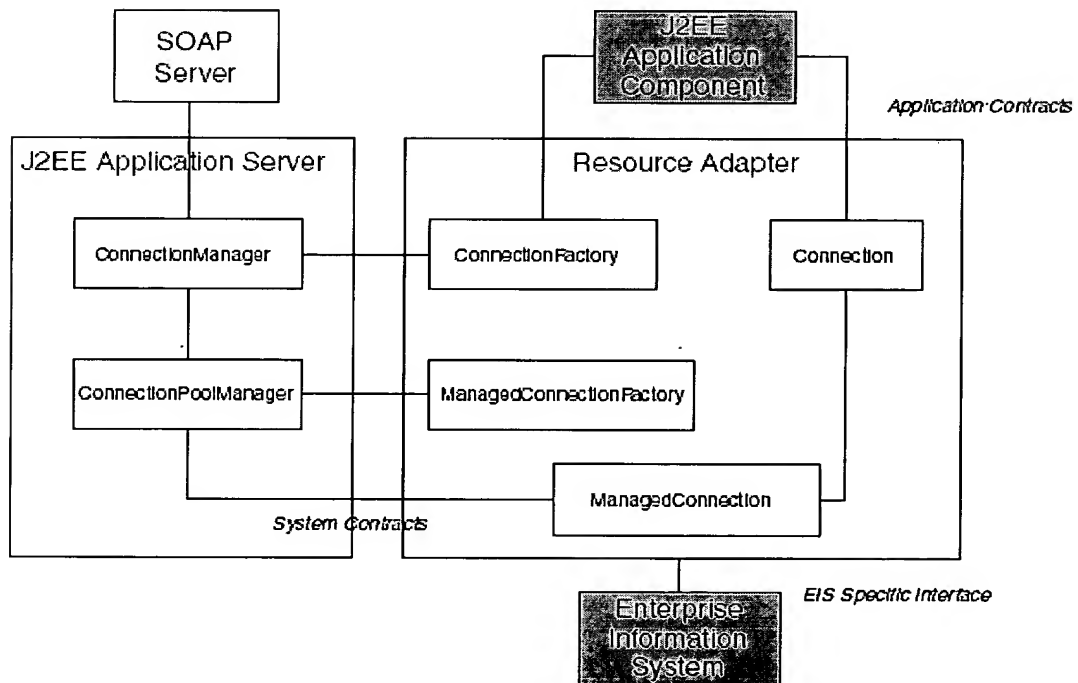 SOAP
Server
J2EE
Application
Component
Application Contracts
J2EE Application Server
Resource Adapter
ConnectionManager
ConnectionFactory
Connection
ConnectionPoolManager
ManagedConnectionFactory
ManagedConnection
System Contracts
EIS Specific Interface
Enterprise
Information
System